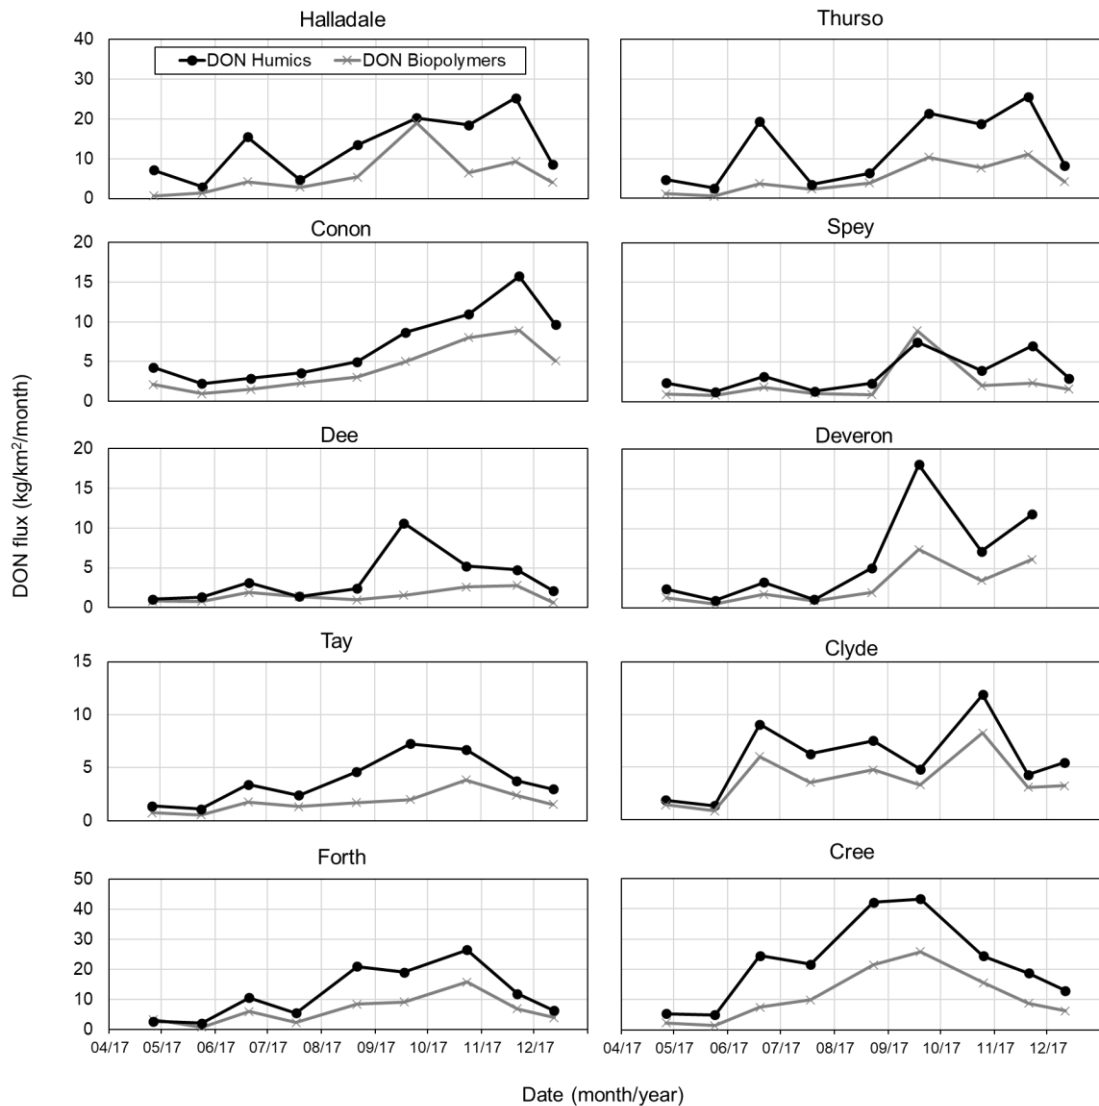 Halladale Thurso
40
30
20
10
0
DON Humics DON Biopolymers
Conon Spey
20
15
10
5
0
Dee Deveron
20
15
10
5
0
DON flux (kg/km²/month)
Tay Clyde
15
10
5
0
Forth Cree
50
40
30
20
10
0
04/17 05/17 06/17 07/17 08/17 09/17 10/17 11/17 12/17
04/17 05/17 06/17 07/17 08/17 09/17 10/17 11/17 12/17
Date (month/year)